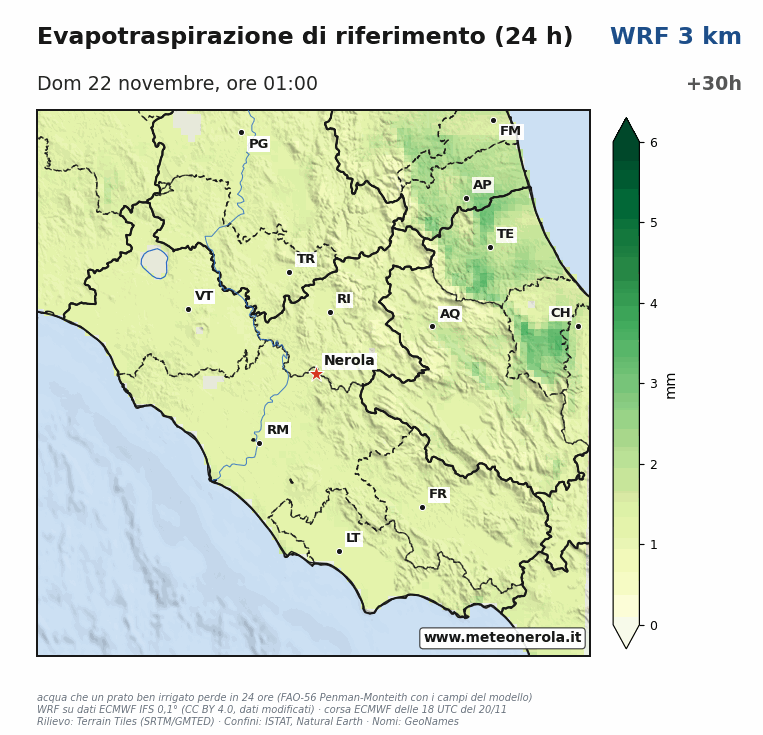 Evapotraspirazione di riferimento (24 h) WRF 3 km
Dom 22 novembre, ore 01:00 +30h
FM
PG
AP
TE
TR
VT
RI
AQ
CH
Nerola
RM
FR
LT
www.meteonerola.it
6
5
4
3
2
1
0
mm
acqua che un prato ben irrigato perde in 24 ore (FAO-56 Penman-Monteith con i campi del modello)
WRF su dati ECMWF IFS 0,1° (CC BY 4.0, dati modificati) · corsa ECMWF delle 18 UTC del 20/11
Rilievo: Terrain Tiles (SRTM/GMTED) · Confini: ISTAT, Natural Earth · Nomi: GeoNames